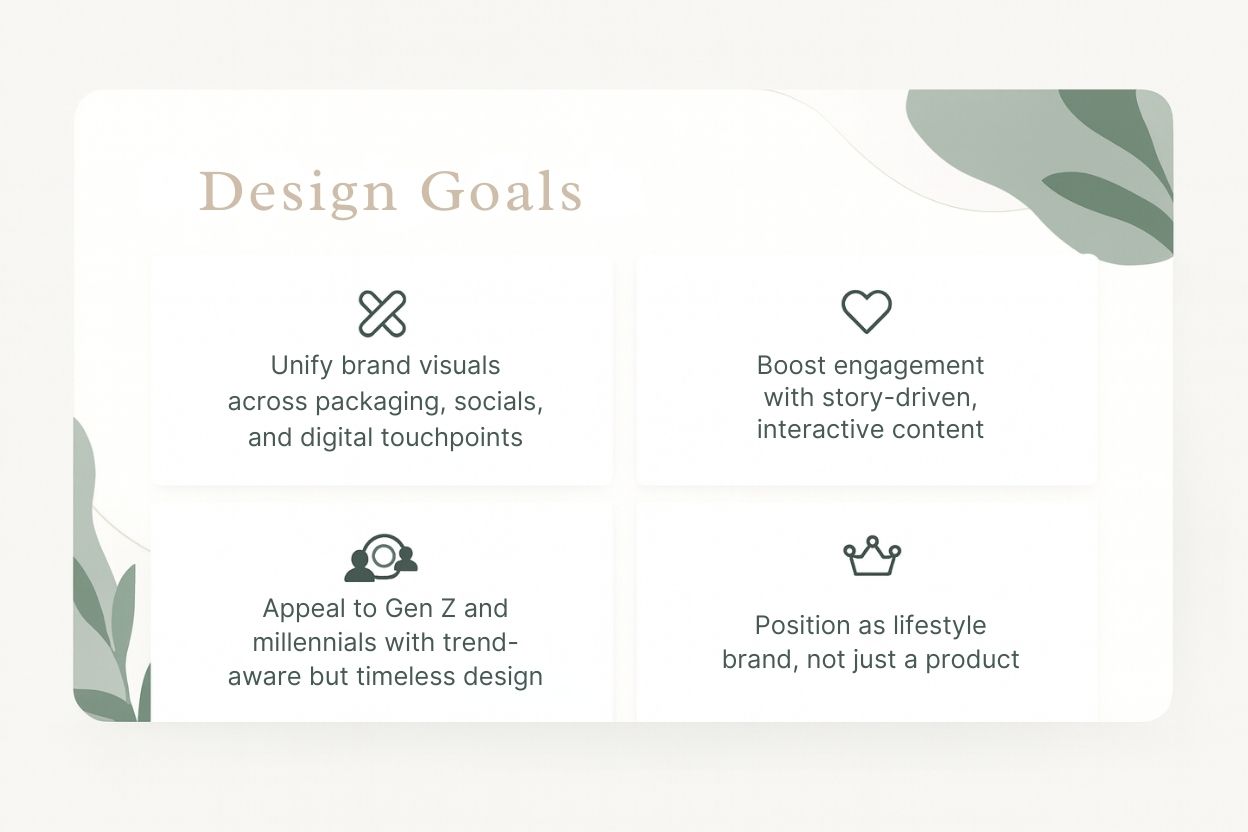 Design Goals
Unify brand visuals
across packaging, socials,
and digital touchpoints
Boost engagement
with story-driven,
interactive content
Appeal to Gen Z and
millennials with trend-
aware but timeless design
Position as lifestyle
brand, not just a product